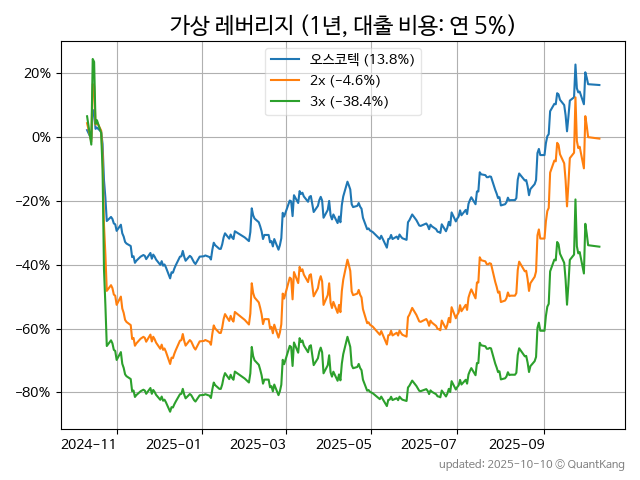 가상 레버리지 (1년, 대출 비용: 연 5%)
오스코텍 (13.8%)
2x (−4.6%)
3x (−38.4%)
20%
0%
−20%
−40%
−60%
−80%
2024−11 2025−01 2025−03 2025−05 2025−07 2025−09
updated: 2025-10-10 © QuantKang